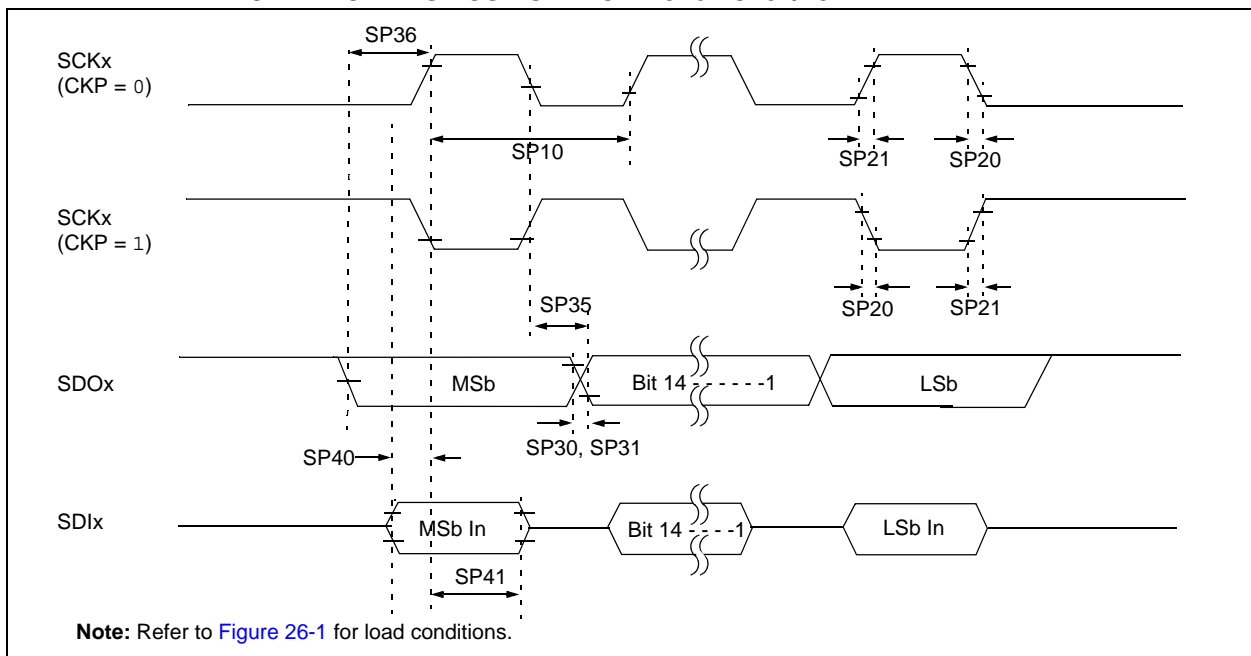 SP36
SCKx
(CKP = 0)
SP10
SP21
SP20
SCKx
(CKP = 1)
SP35
SP20
SP21
SDOx
MSb
Bit 14 - - - - - -1
LSb
SP30, SP31
SP40
SDIx
MSb In
Bit 14 - - - -1
LSb In
SP41
Note: Refer to Figure 26-1 for load conditions.